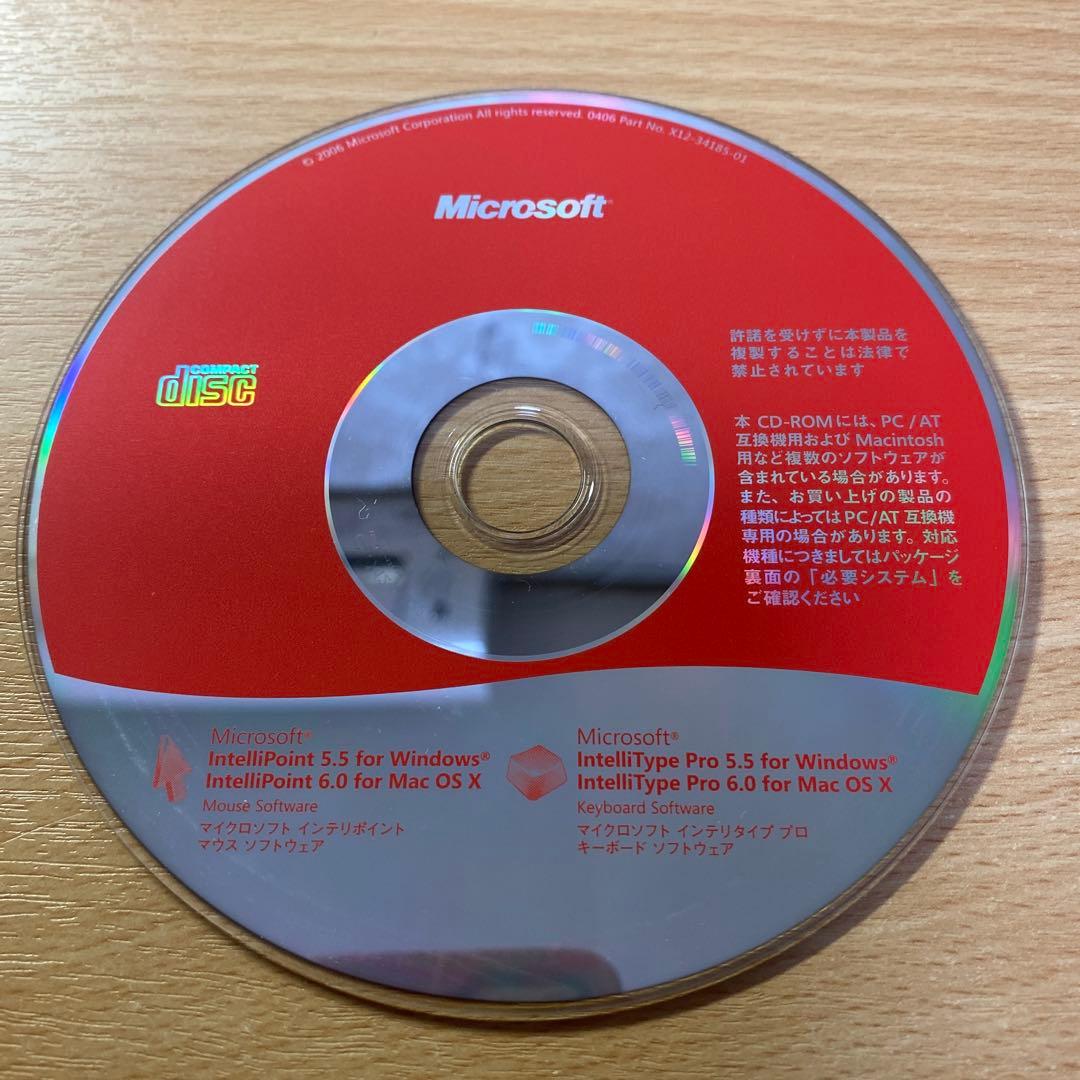 © 2006 Microsoft Corporation All rights reserved. 0406 Part No. X12-34185-01
Microsoft®
COMPACT
disc
許諾を受けずに本製品を
複製することは法律で
禁止されています
本 CD-ROMには、PC/AT
互換機用および Macintosh
用など複数のソフトウェアが
含まれている場合があります。
また、お買い上げの製品の
種類によってはPC/AT 互換機
専用の場合があります。対応
機種につきましてはパッケージ
裏面の「必要システム」を
ご確認ください
Microsoft®
IntelliPoint 5.5 for Windows®
IntelliPoint 6.0 for Mac OS X
Mouse Software
マイクロソフト インテリポイント
マウス ソフトウェア
Microsoft®
IntelliType Pro 5.5 for Windows®
IntelliType Pro 6.0 for Mac OS X
Keyboard Software
マイクロソフト インテリタイプ プロ
キーボード ソフトウェア